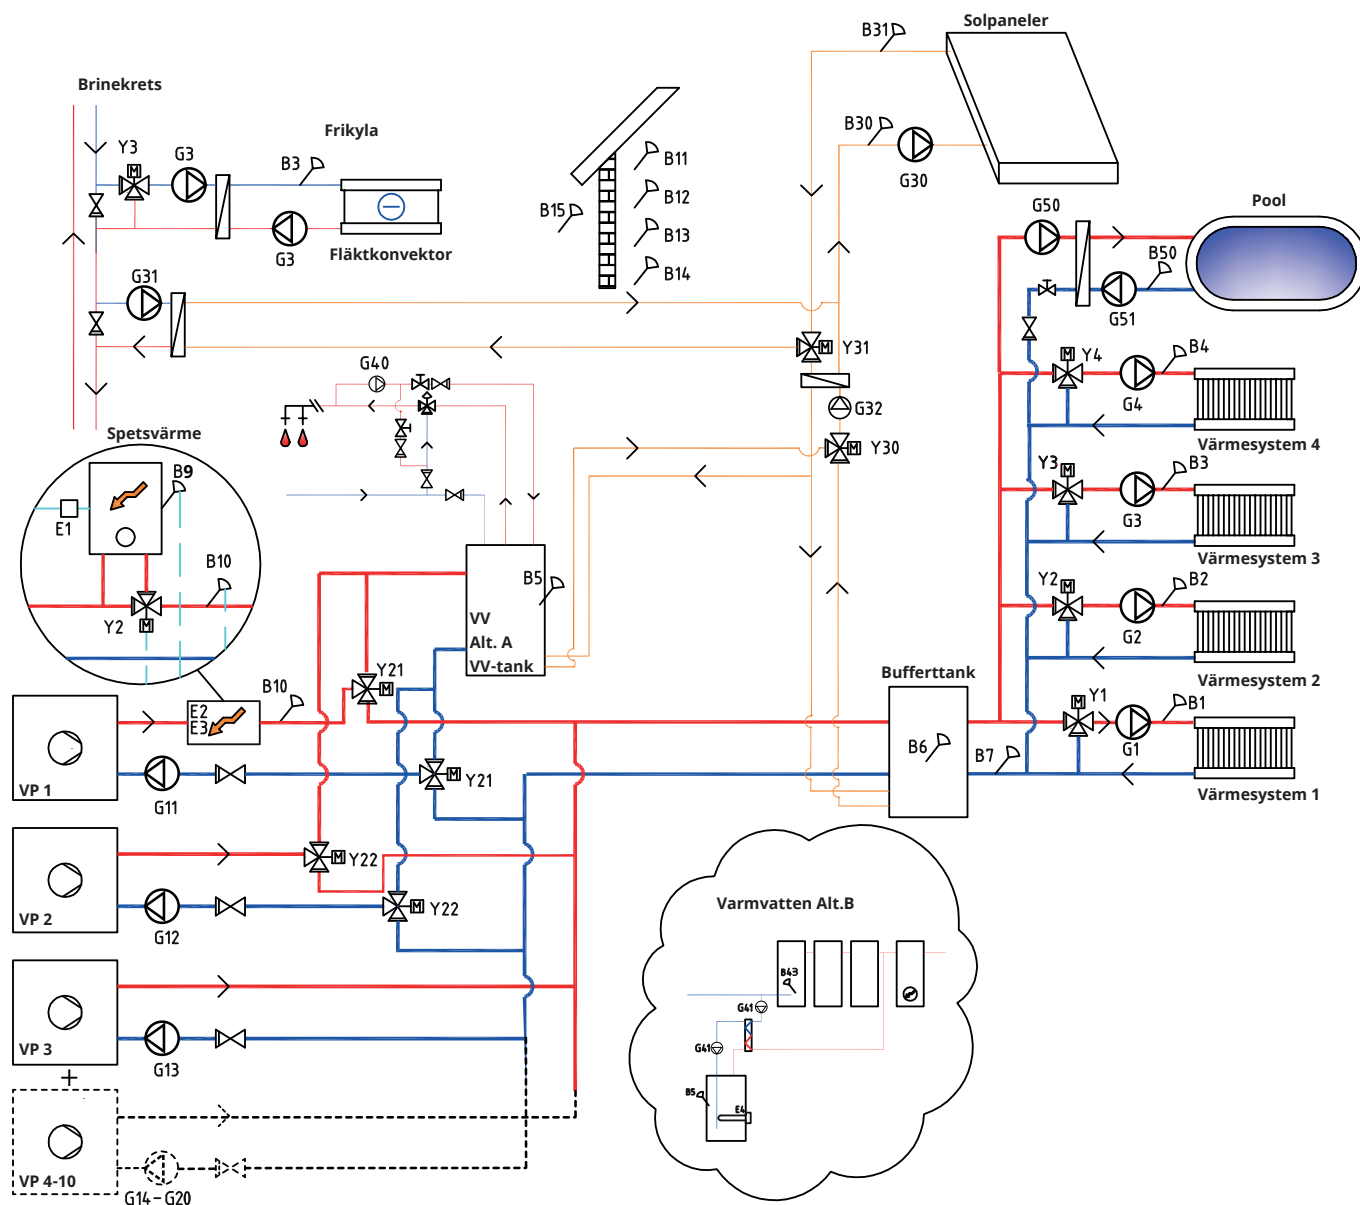 Solpaneler
B31
Brinekrets
Frikyla
Y3
G3
B3
B30
G30
B11
B12
B15
B13
B14
G3
Fläktkonvektor
G50
Pool
B50
G51
G31
Y31
G32
Y30
G40
Y4
B4
G4
Värmesystem 4
Spetsvärme
B9
E1
B10
Y2
M
Y3
B3
G3
Värmesystem 3
B5
VV
Alt. A
VV-tank
Y2
B2
G2
Värmesystem 2
Y21
B10
E2
E3
Bufferttank
B6
B7
Y1
B1
G1
Värmesystem 1
VP 1
G11
Y21
Y22
VP 2
G12
Y22
VP 3
G13
+
VP 4-10
G14-G20
Varmvatten Alt.B
B43
G41
G41
B5
E4
M
M
M
M
M
M
M
M
M
M
M